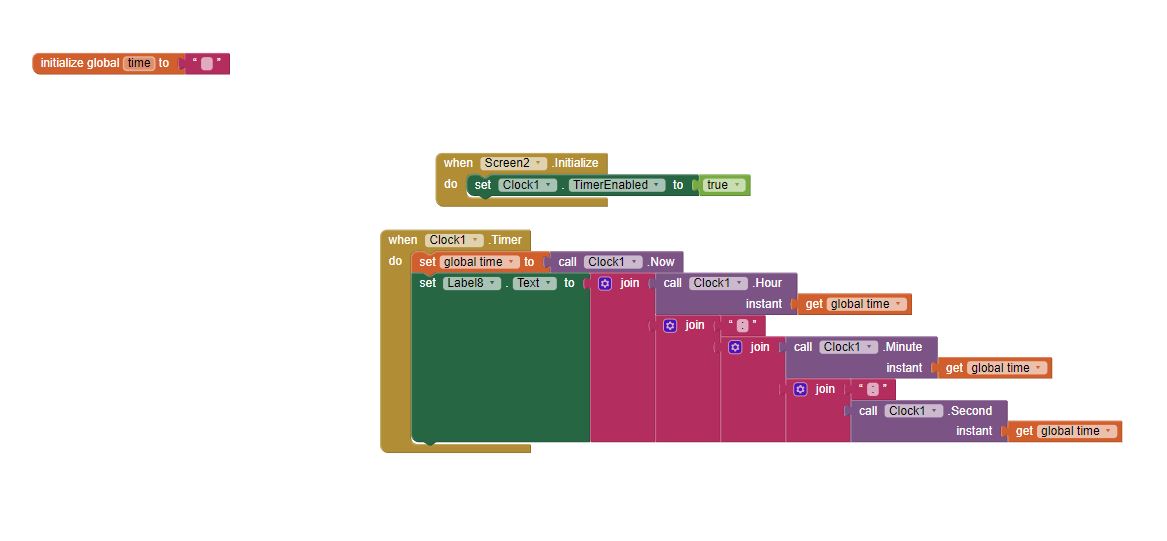 initialize global time to " "
when Screen2 .Initialize
do set Clock1 . TimerEnabled to true
when Clock1 .Timer
do set global time to call Clock1 .Now
set Label8 . Text to join call Clock1 .Hour
instant get global time
join " : "
join call Clock1 .Minute
instant get global time
join " : "
call Clock1 .Second
instant get global time